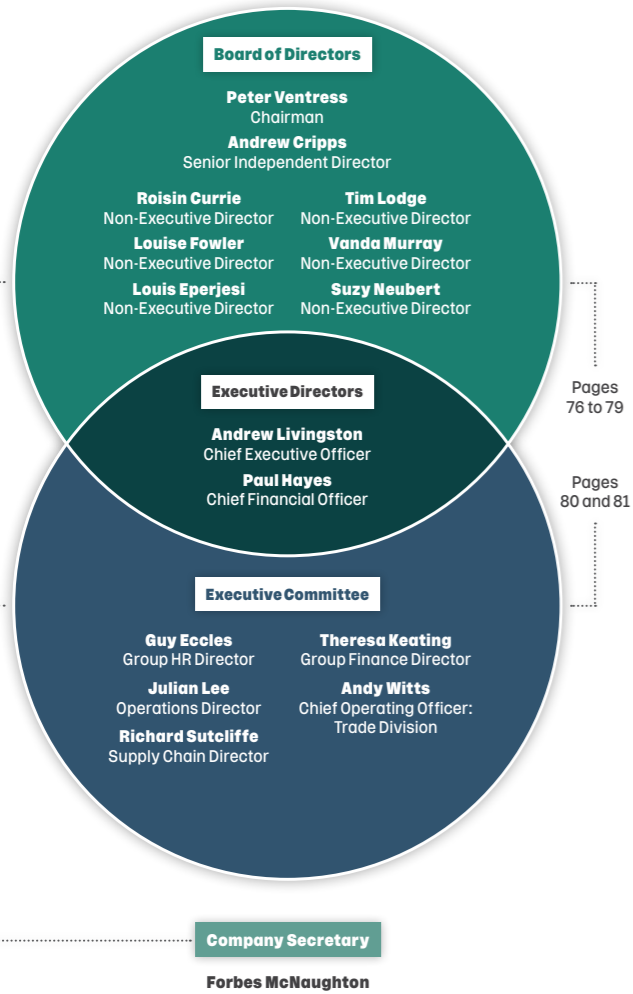 Board of Directors
Peter Ventress
Chairman
Andrew Cripps
Senior Independent Director
Roisin Currie
Non-Executive Director
Tim Lodge
Non-Executive Director
Louise Fowler
Non-Executive Director
Vanda Murray
Non-Executive Director
Louis Eperjesi
Non-Executive Director
Suzy Neubert
Non-Executive Director
Pages
76 to 79
Executive Directors
Andrew Livingston
Chief Executive Officer
Paul Hayes
Chief Financial Officer
Pages
80 and 81
Executive Committee
Guy Eccles
Group HR Director
Theresa Keating
Group Finance Director
Julian Lee
Operations Director
Andy Witts
Chief Operating Officer:
Trade Division
Richard Sutcliffe
Supply Chain Director
Company Secretary
Forbes McNaughton